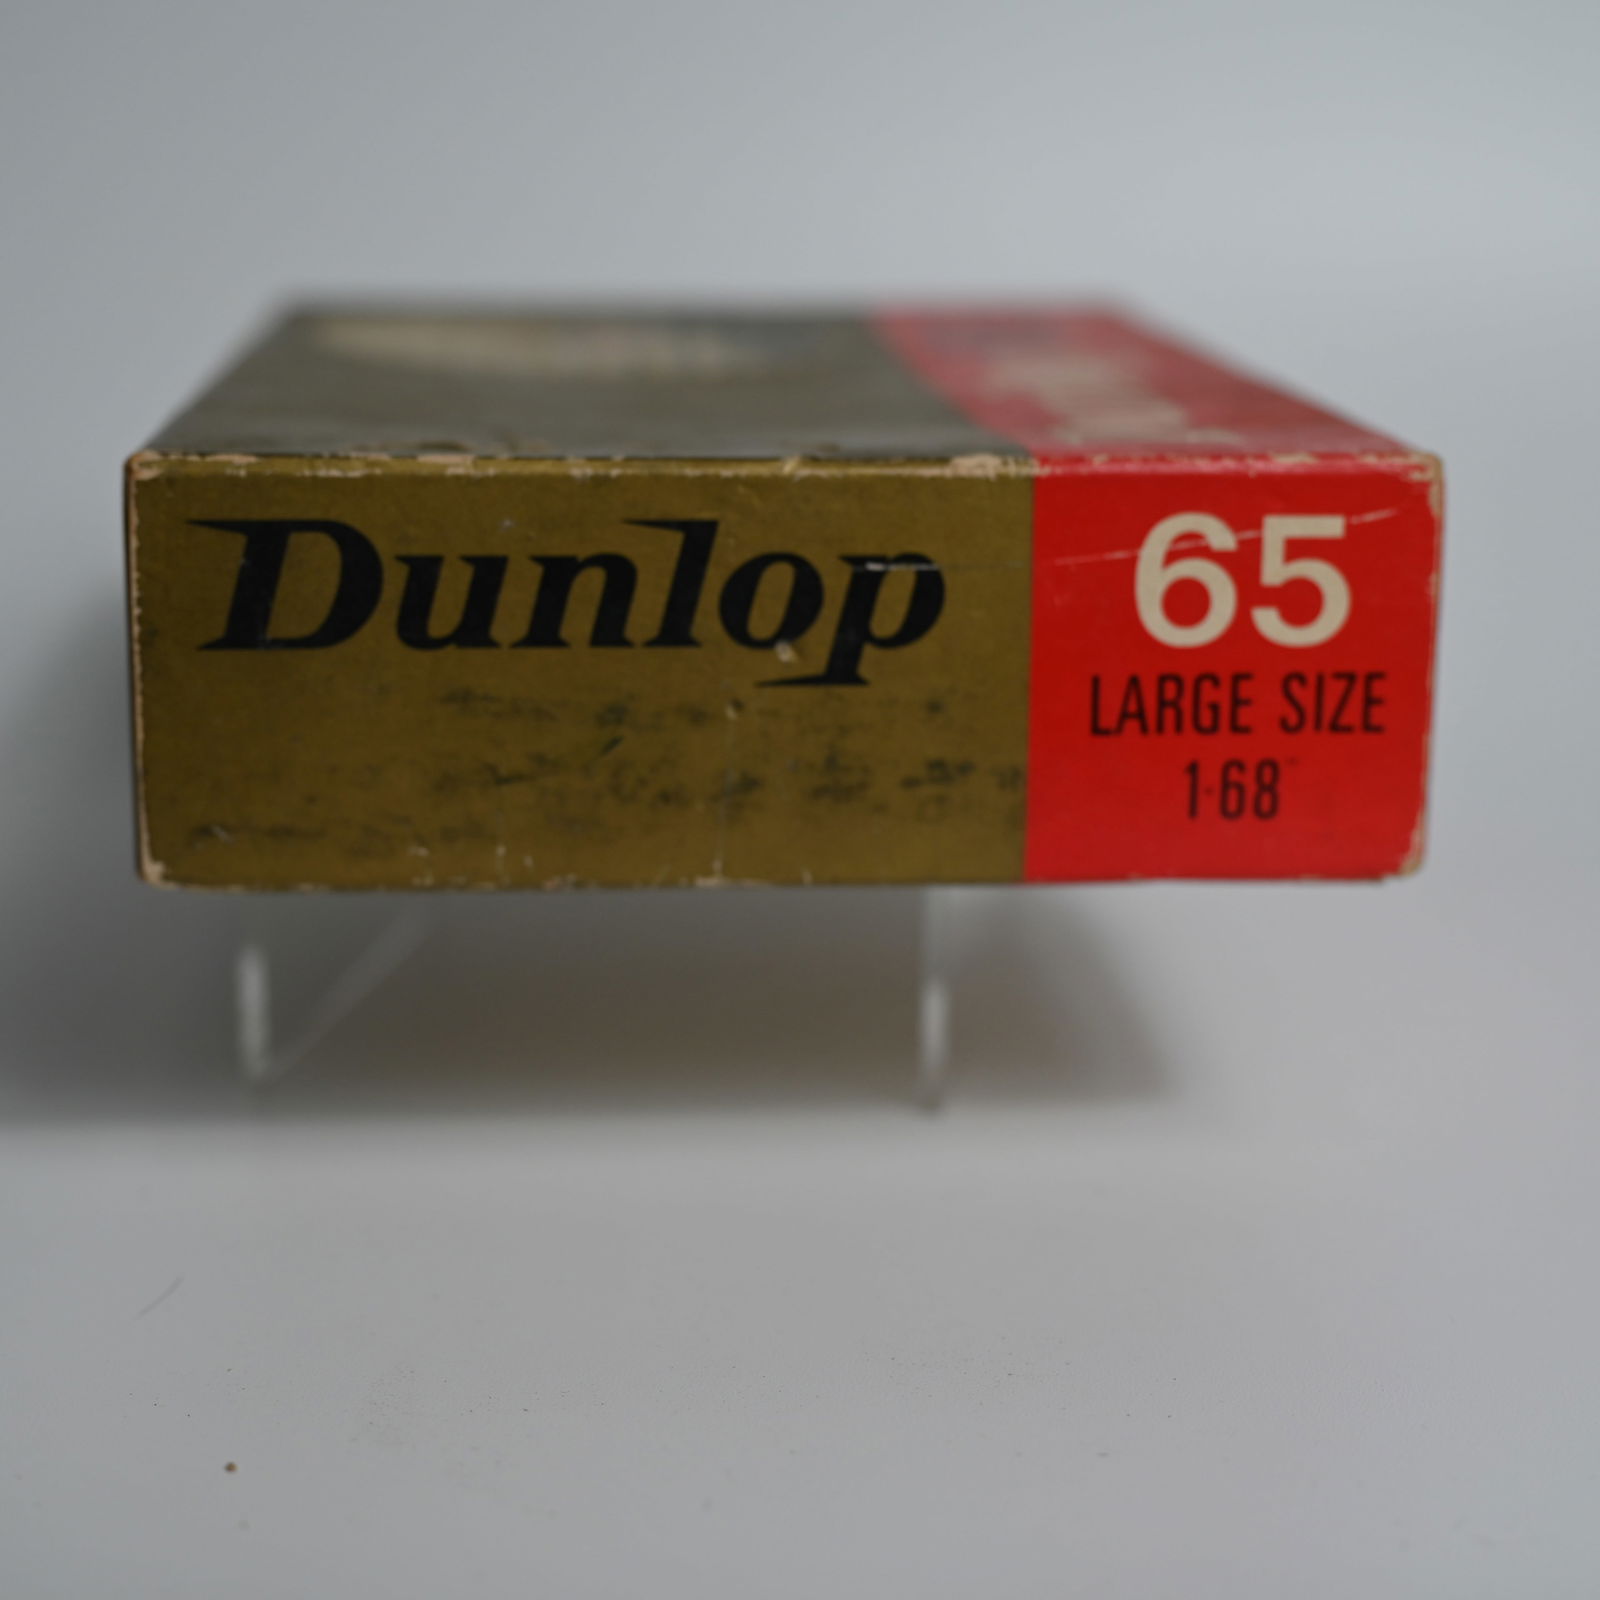 Dunlop
65
LARGE SIZE
1·68"